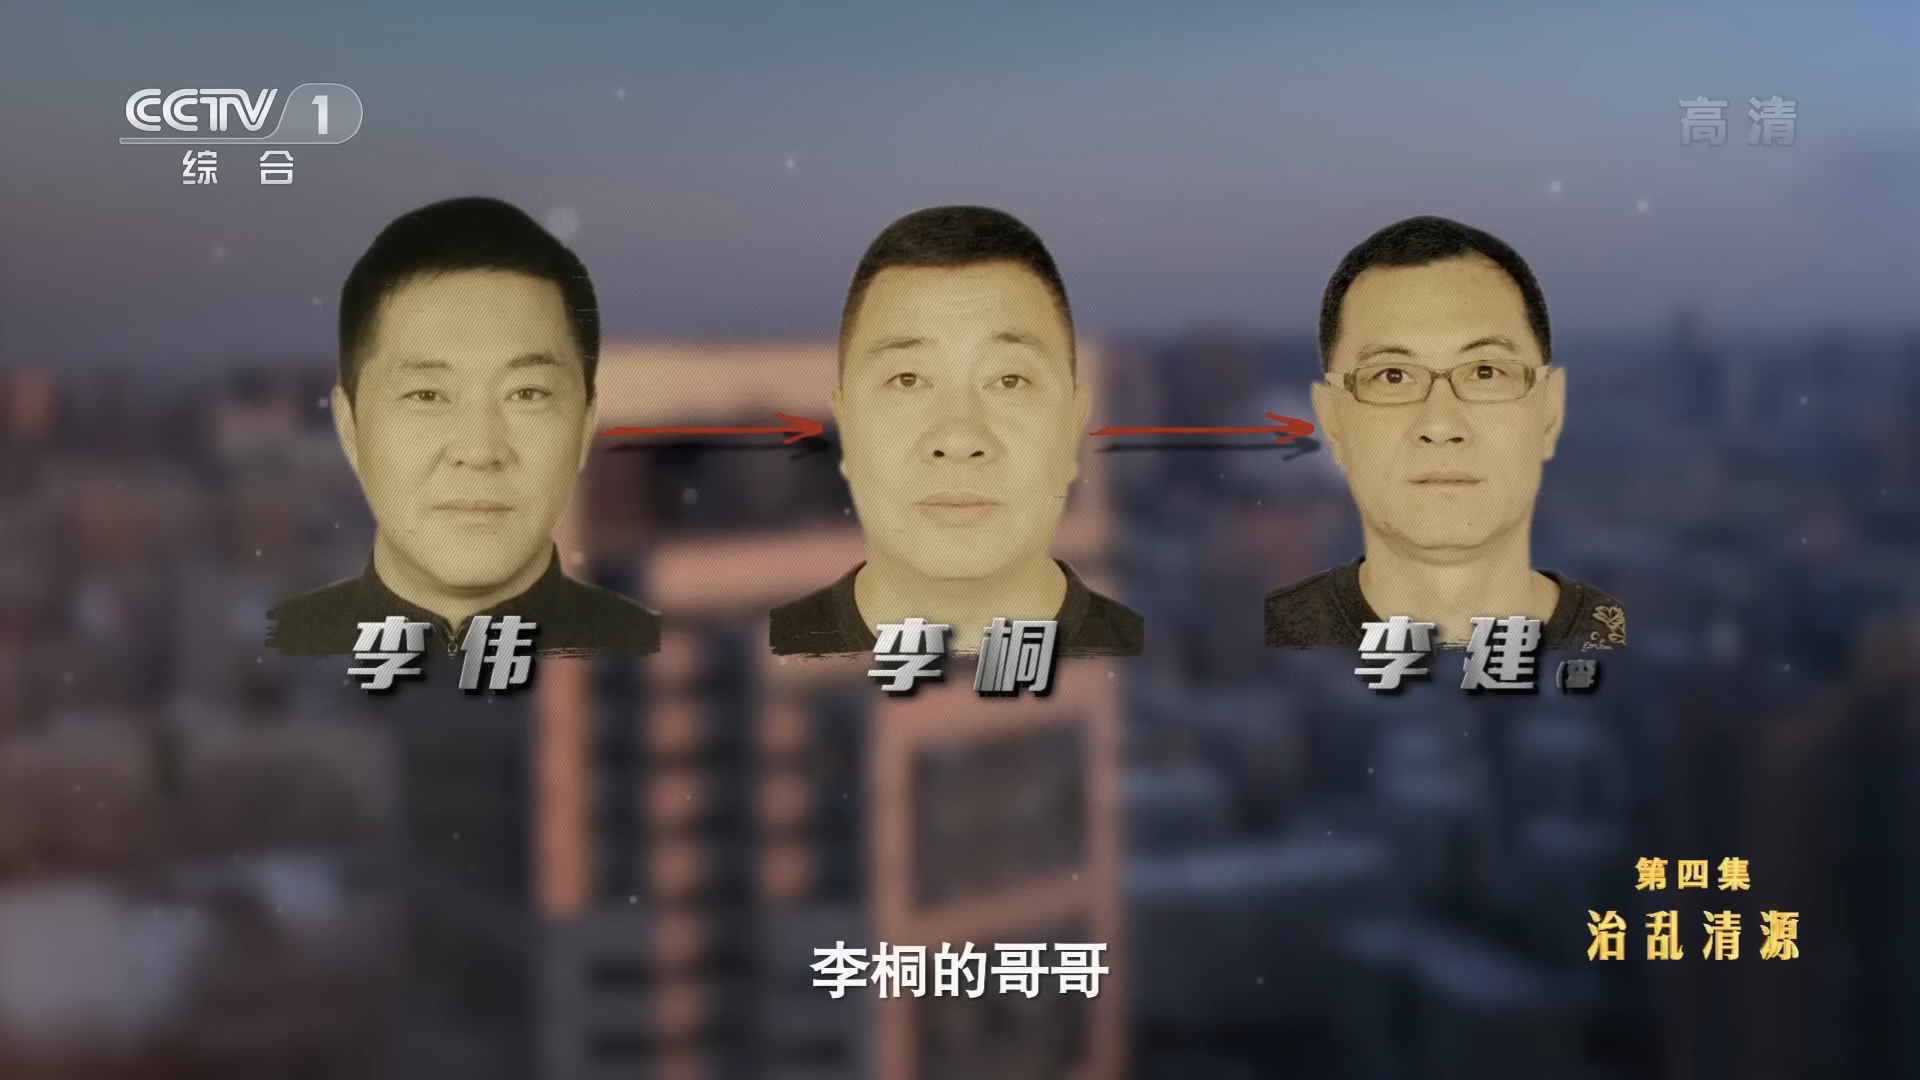 CCTV 1
综合
高清
李伟
李桐
李建(李
第四集
治乱清源
李桐的哥哥